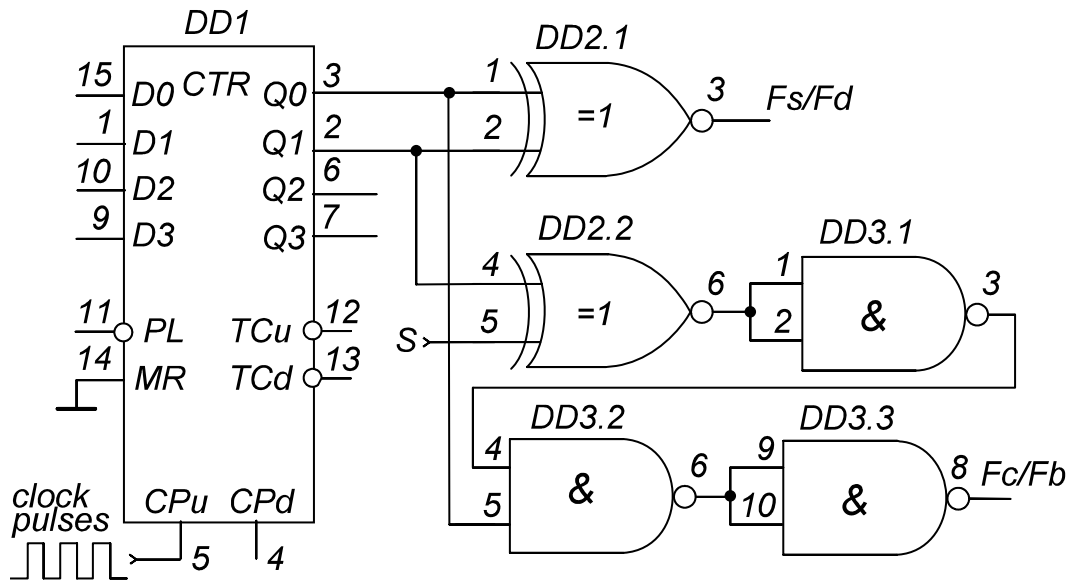 DD1
CTR
15 D0
1 D1
10 D2
9 D3
11 PL
14 MR
Q0 3
Q1 2
Q2 6
Q3 7
TCu 12
TCd 13
CPu 5
CPd 4
clock
pulses
DD2.1
1
2
=1
3 Fs/Fd
DD2.2
4
5
S
=1
6
DD3.1
1
2
&
3
DD3.2
4
5
&
6
DD3.3
9
10
&
8 Fc/Fb